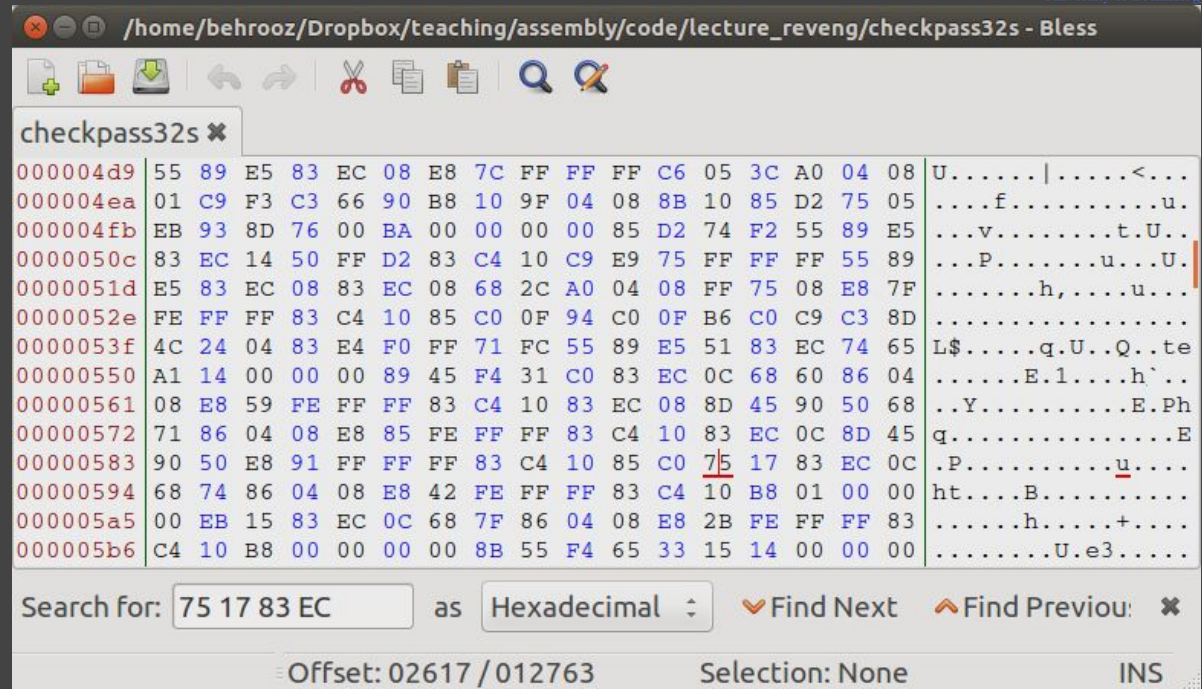 /home/behrooz/Dropbox/teaching/assembly/code/lecture_reveng/checkpass32s - Bless
checkpass32s
000004d9 55 89 E5 83 EC 08 E8 7C FF FF FF C6 05 3C A0 04 08 U......|.....<...
000004ea 01 C9 F3 C3 66 90 B8 10 9F 04 08 8B 10 85 D2 75 05 ....f..........u.
000004fb EB 93 8D 76 00 BA 00 00 00 00 85 D2 74 F2 55 89 E5 ...v........t.U..
0000050c 83 EC 14 50 FF D2 83 C4 10 C9 E9 75 FF FF FF 55 89 ...P.......u...U.
0000051d E5 83 EC 08 83 EC 08 68 2C A0 04 08 FF 75 08 E8 7F .......h,....u...
0000052e FE FF FF 83 C4 10 85 C0 0F 94 C0 0F B6 C0 C9 C3 8D .................
0000053f 4C 24 04 83 E4 F0 FF 71 FC 55 89 E5 51 83 EC 74 65 L$.....q.U..Q..te
00000550 A1 14 00 00 00 89 45 F4 31 C0 83 EC 0C 68 60 86 04 ......E.1....h`..
00000561 08 E8 59 FE FF FF 83 C4 10 83 EC 08 8D 45 90 50 68 ..Y..........E.Ph
00000572 71 86 04 08 E8 85 FE FF FF 83 C4 10 83 EC 0C 8D 45 q...............E
00000583 90 50 E8 91 FF FF FF 83 C4 10 85 C0 75 17 83 EC 0C .P..........u....
00000594 68 74 86 04 08 E8 42 FE FF FF 83 C4 10 B8 01 00 00 ht....B..........
000005a5 00 EB 15 83 EC 0C 68 7F 86 04 08 E8 2B FE FF FF 83 ......h.....+....
000005b6 C4 10 B8 00 00 00 00 8B 55 F4 65 33 15 14 00 00 00 ........U.e3.....
Search for: 75 17 83 EC as Hexadecimal Find Next Find Previou:
Offset: 02617 / 012763 Selection: None INS